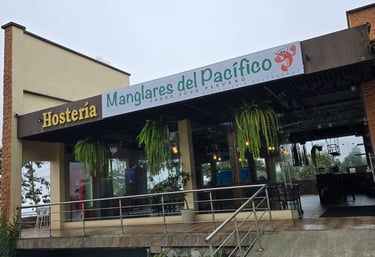 Hostería
Manglares del Pacífico